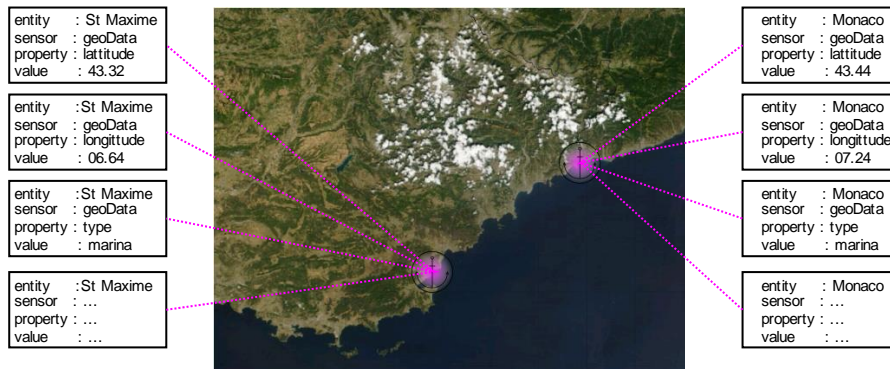 entity : St Maxime
sensor : geoData
property : lattitude
value : 43.32
entity :St Maxime
sensor : geoData
property : longittude
value : 06.64
entity :St Maxime
sensor : geoData
property : type
value : marina
entity :St Maxime
sensor : ...
property : ...
value : ...
entity : Monaco
sensor : geoData
property : lattitude
value : 43.44
entity : Monaco
sensor : geoData
property : longittude
value : 07.24
entity : Monaco
sensor : geoData
property : type
value : marina
entity : Monaco
sensor : ...
property : ...
value : ...